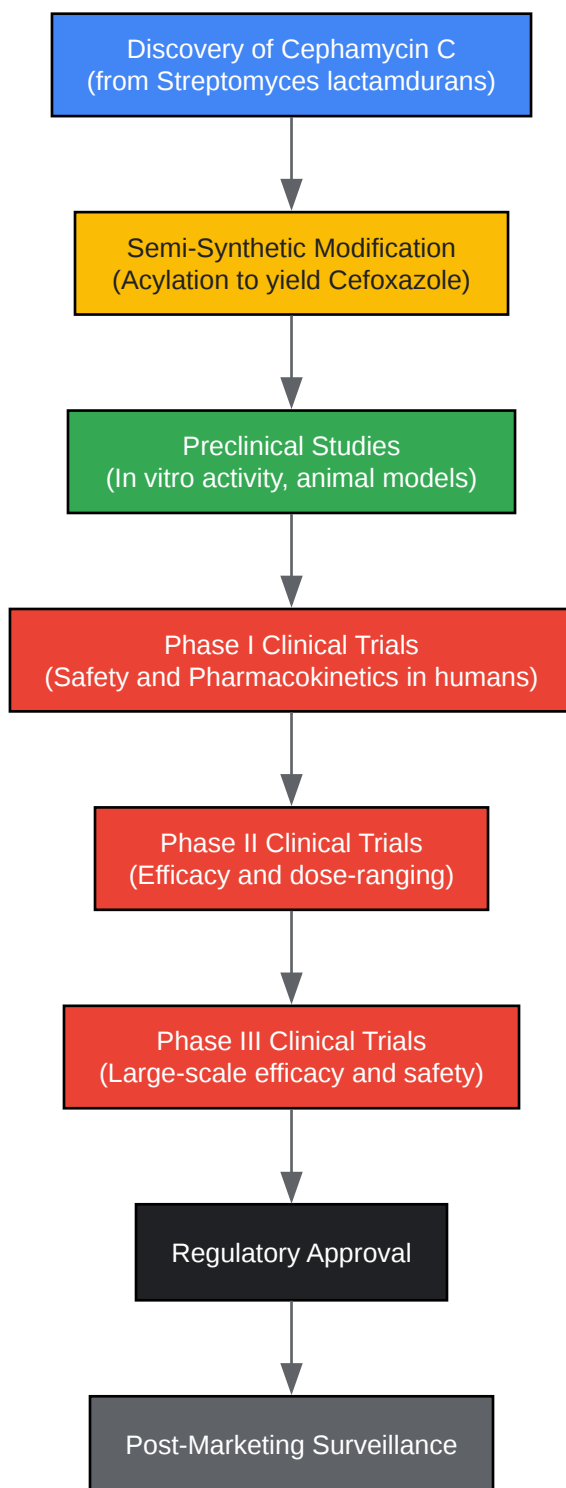 Discovery of Cephamycin C
(from Streptomyces lactamdurans)
Semi-Synthetic Modification
(Acylation to yield Cefoxazole)
Preclinical Studies
(In vitro activity, animal models)
Phase I Clinical Trials
(Safety and Pharmacokinetics in humans)
Phase II Clinical Trials
(Efficacy and dose-ranging)
Phase III Clinical Trials
(Large-scale efficacy and safety)
Regulatory Approval
Post-Marketing Surveillance